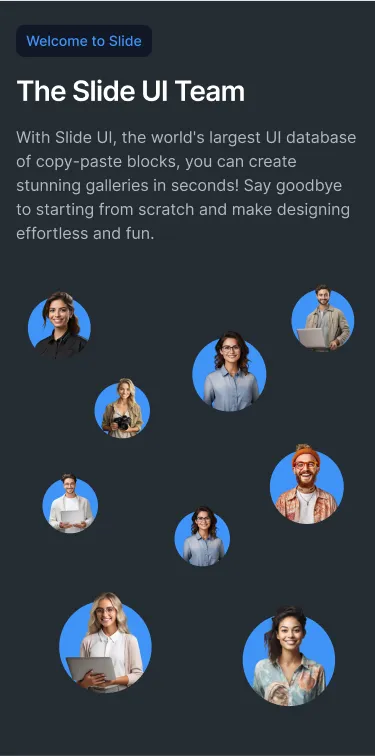 Welcome to Slide
The Slide UI Team
With Slide UI, the world's largest UI database
of copy-paste blocks, you can create
stunning galleries in seconds! Say goodbye
to starting from scratch and make designing
effortless and fun.